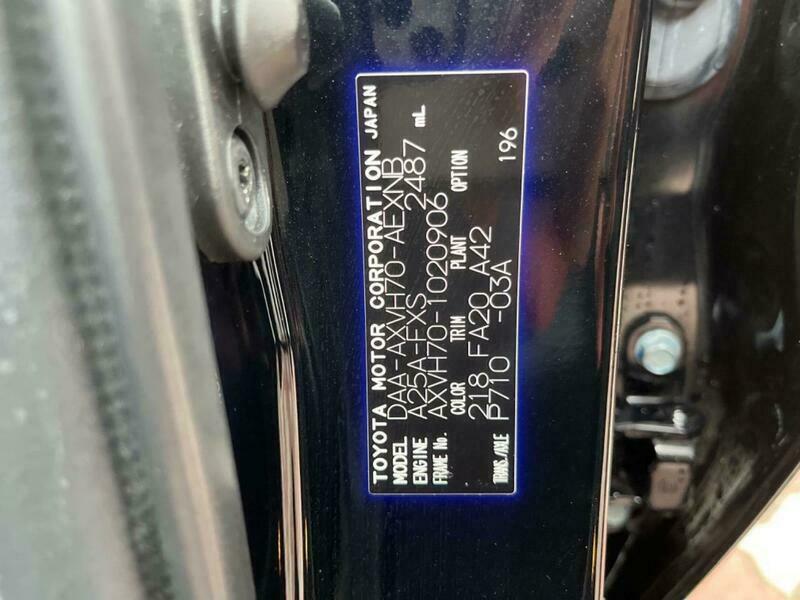 TOYOTA MOTOR CORPORATION JAPAN
MODEL DAA-AXVH70-AEXNB
ENGINE A25A-FXS 2487 mL
FRAME No. AXVH70-1020906
COLOR TRIM PLANT OPTION
218 FA20 A42
TRANS./AXLE P710 -03A 196